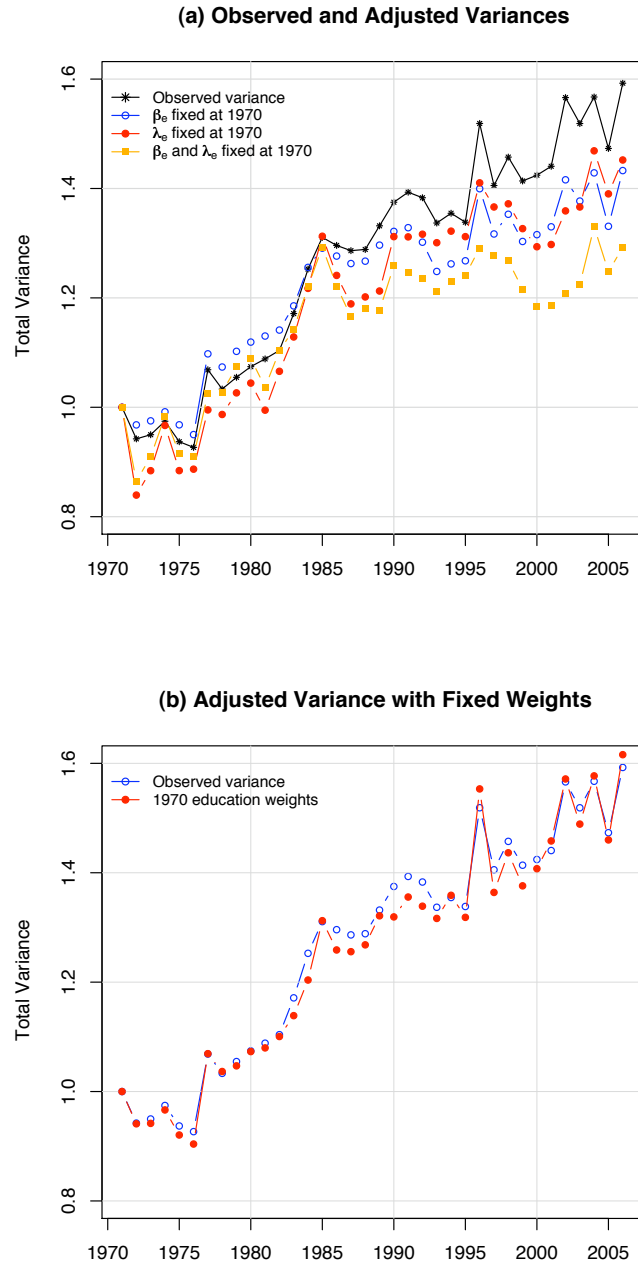 (a) Observed and Adjusted Variances
Total Variance
1.6
1.4
1.2
1.0
0.8
Observed variance
βe fixed at 1970
λe fixed at 1970
βe and λe fixed at 1970
1970 1975 1980 1985 1990 1995 2000 2005
(b) Adjusted Variance with Fixed Weights
Total Variance
1.6
1.4
1.2
1.0
0.8
Observed variance
1970 education weights
1970 1975 1980 1985 1990 1995 2000 2005